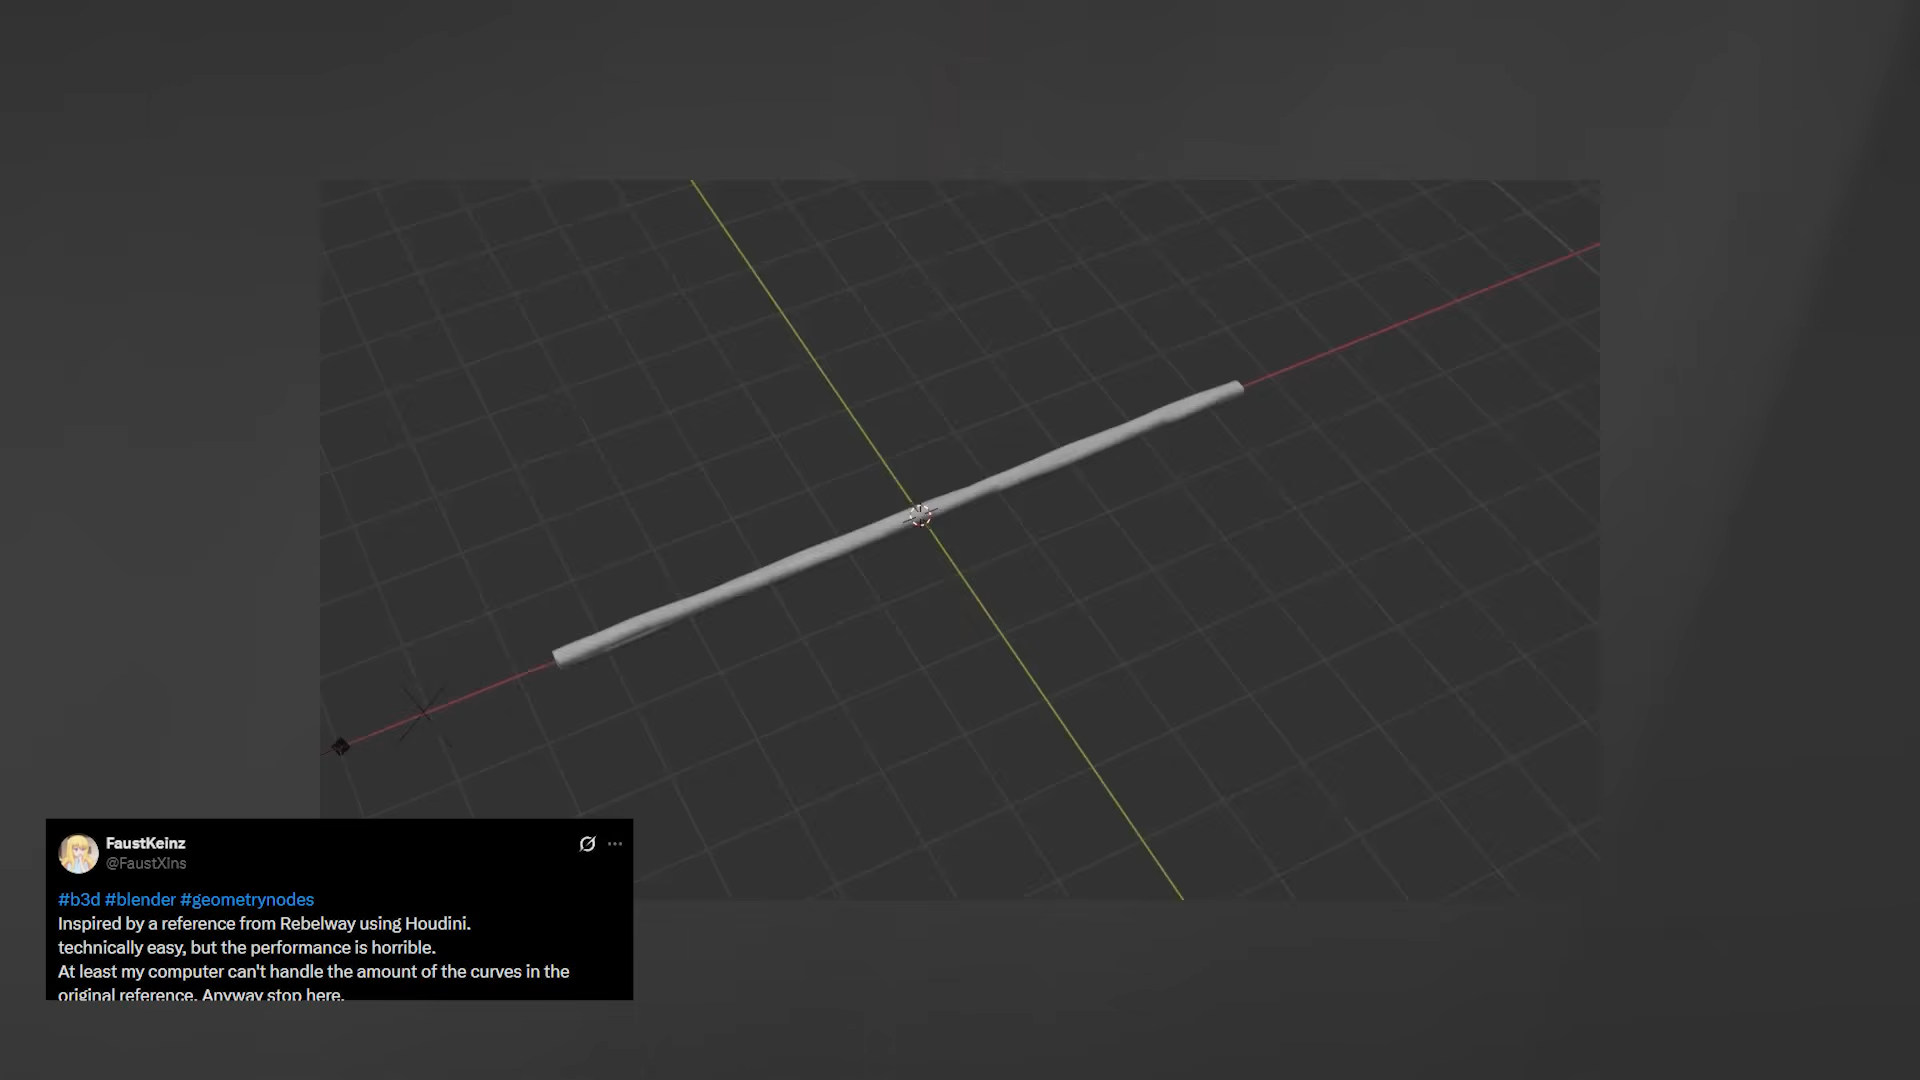 FaustKeinz
@FaustXIns
#b3d #blender #geometrynodes
Inspired by a reference from Rebelway using Houdini.
technically easy, but the performance is horrible.
At least my computer can't handle the amount of the curves in the
original reference. Anyway stop here.